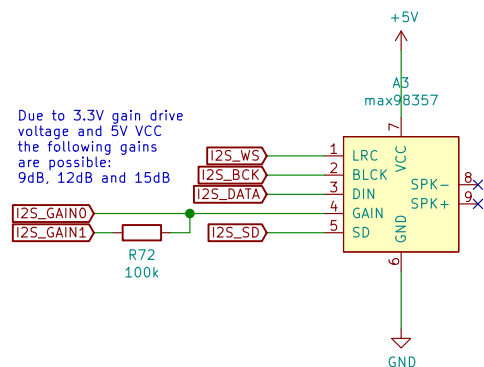 +5V
A3
max98357
Due to 3.3V gain drive
voltage and 5V VCC
the following gains
are possible:
9dB, 12dB and 15dB
7
VCC
I2S_WS 1 LRC
I2S_BCK 2 BLCK
I2S_DATA 3 DIN
SPK- 8
I2S_GAIN0 4 GAIN
SPK+ 9
I2S_GAIN1
I2S_SD 5 SD
GND
6
R72
100k
GND